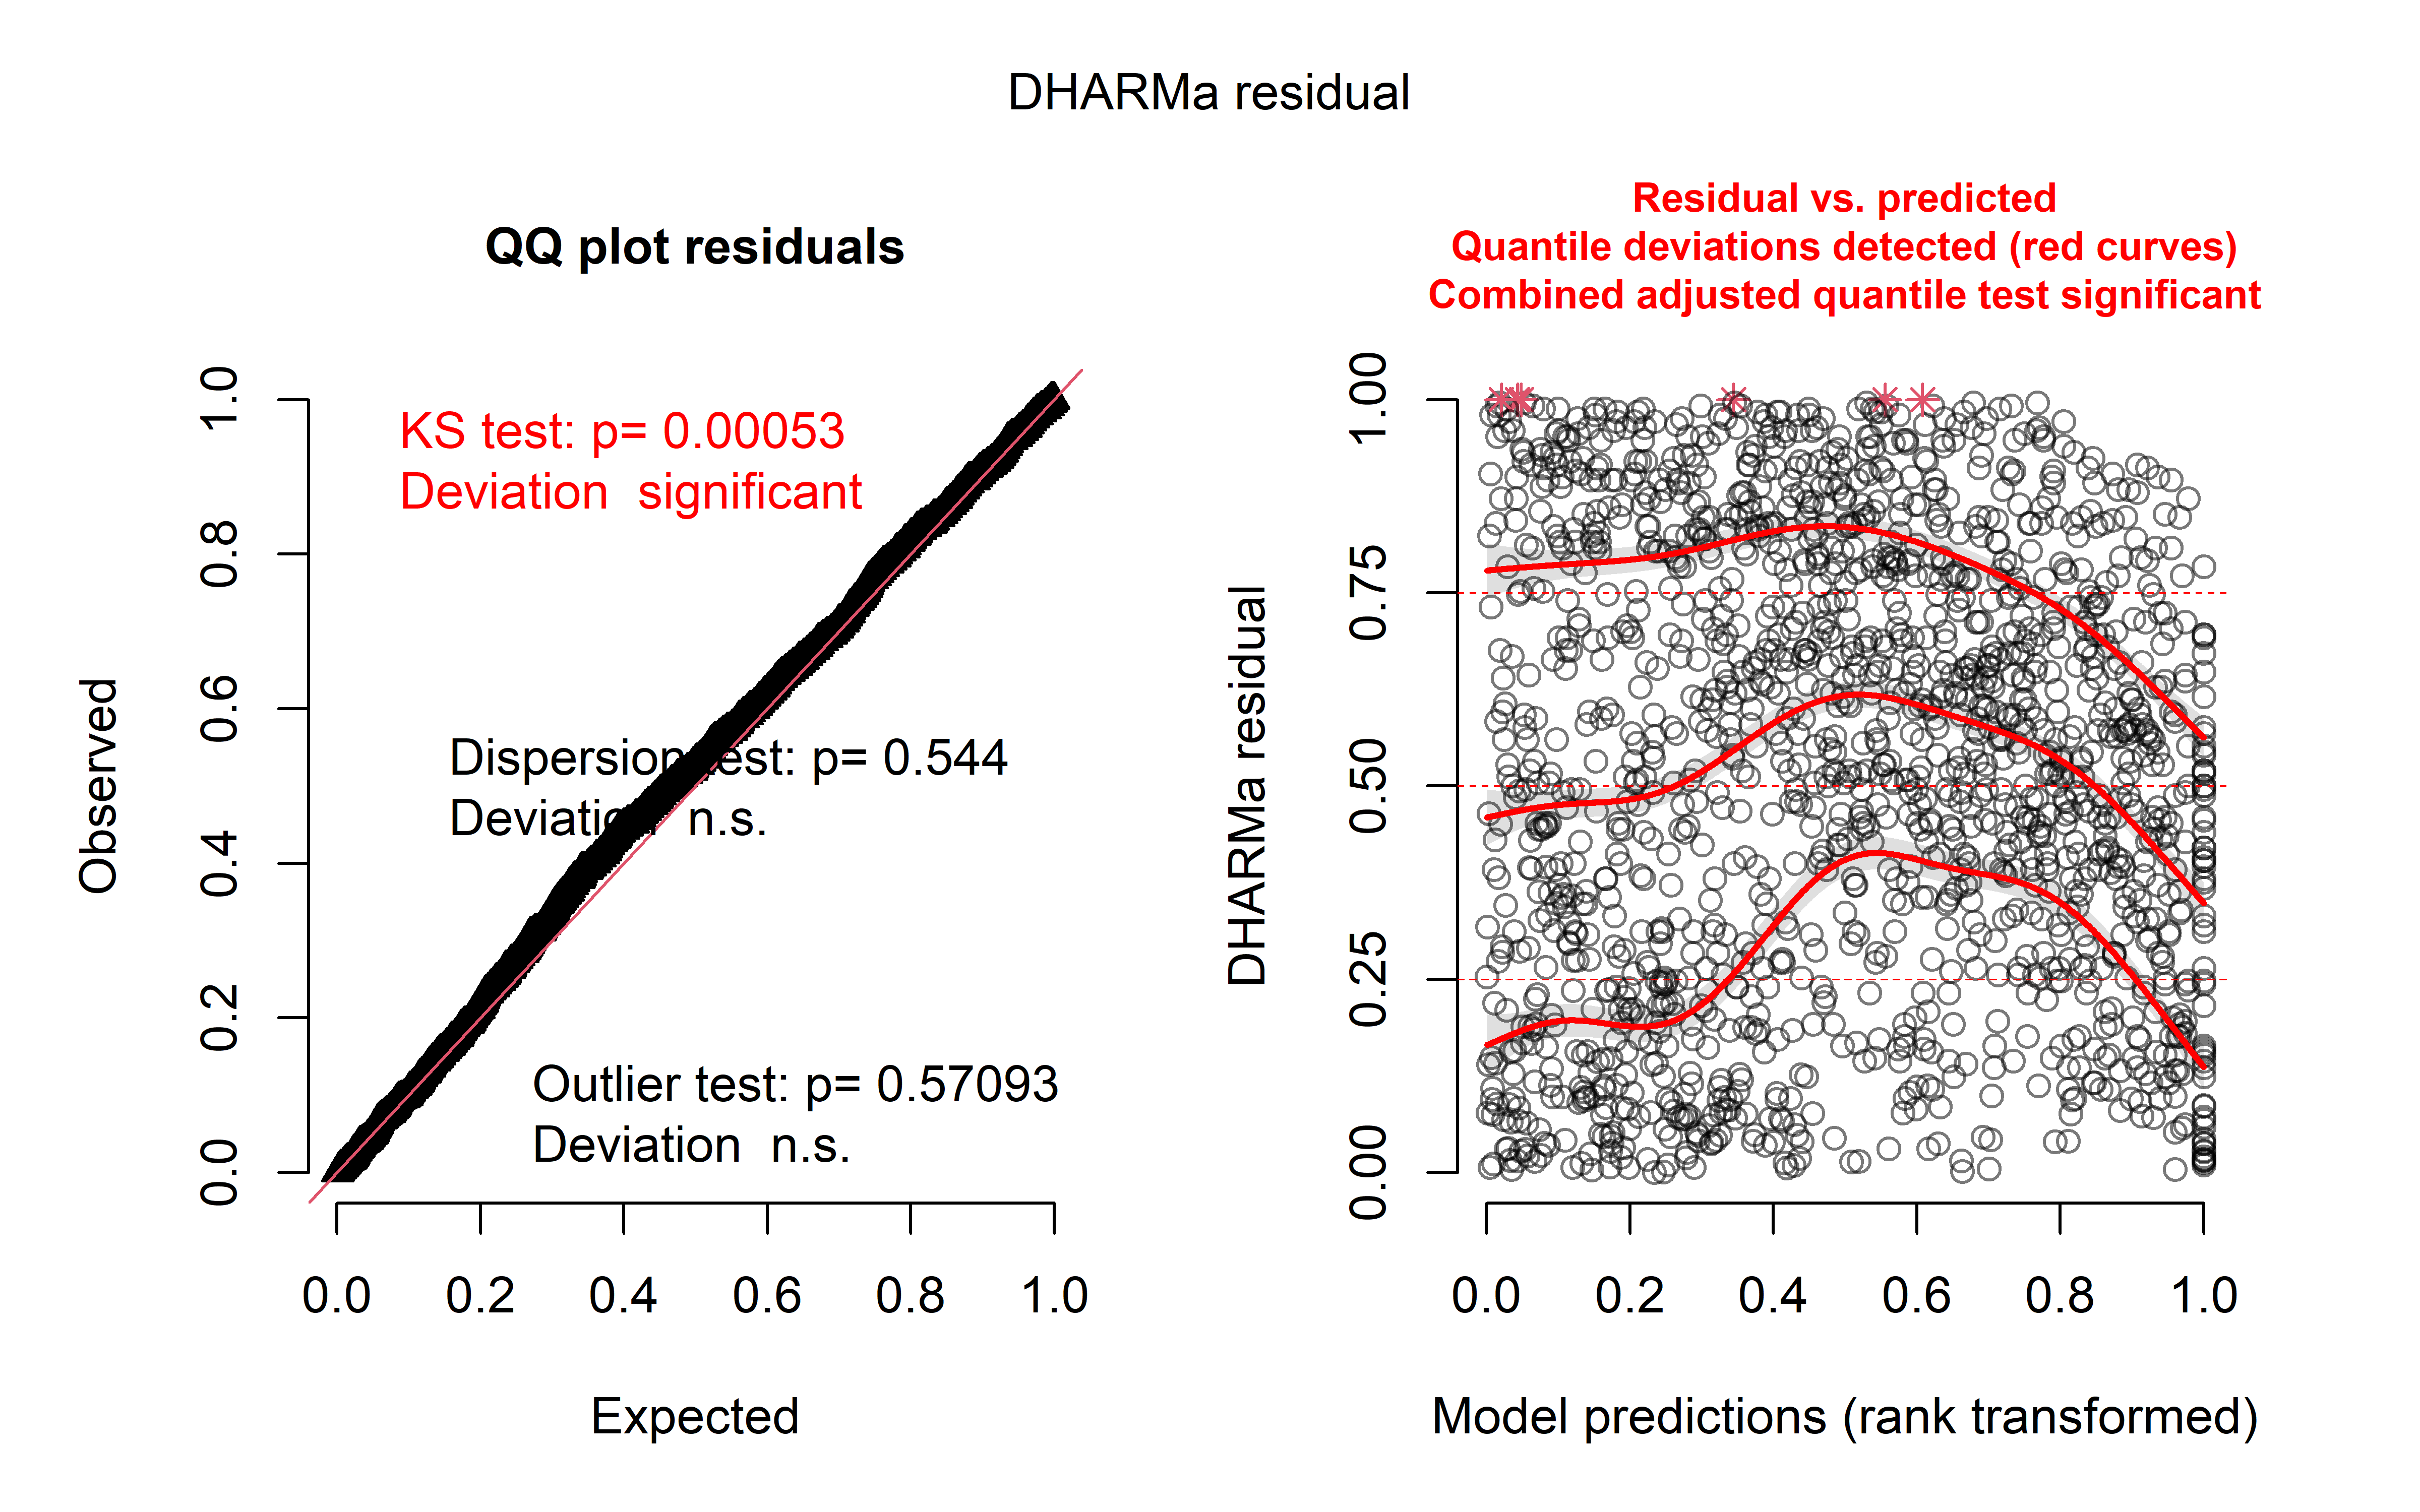 DHARMa residual
QQ plot residuals
KS test: p= 0.00053
Deviation  significant
Dispersion test: p= 0.544
Deviation  n.s.
Outlier test: p= 0.57093
Deviation  n.s.
Observed
0.0 0.2 0.4 0.6 0.8 1.0
0.0 0.2 0.4 0.6 0.8 1.0
Expected
Residual vs. predicted
Quantile deviations detected (red curves)
Combined adjusted quantile test significant
DHARMa residual
0.00 0.25 0.50 0.75 1.00
0.0 0.2 0.4 0.6 0.8 1.0
Model predictions (rank transformed)